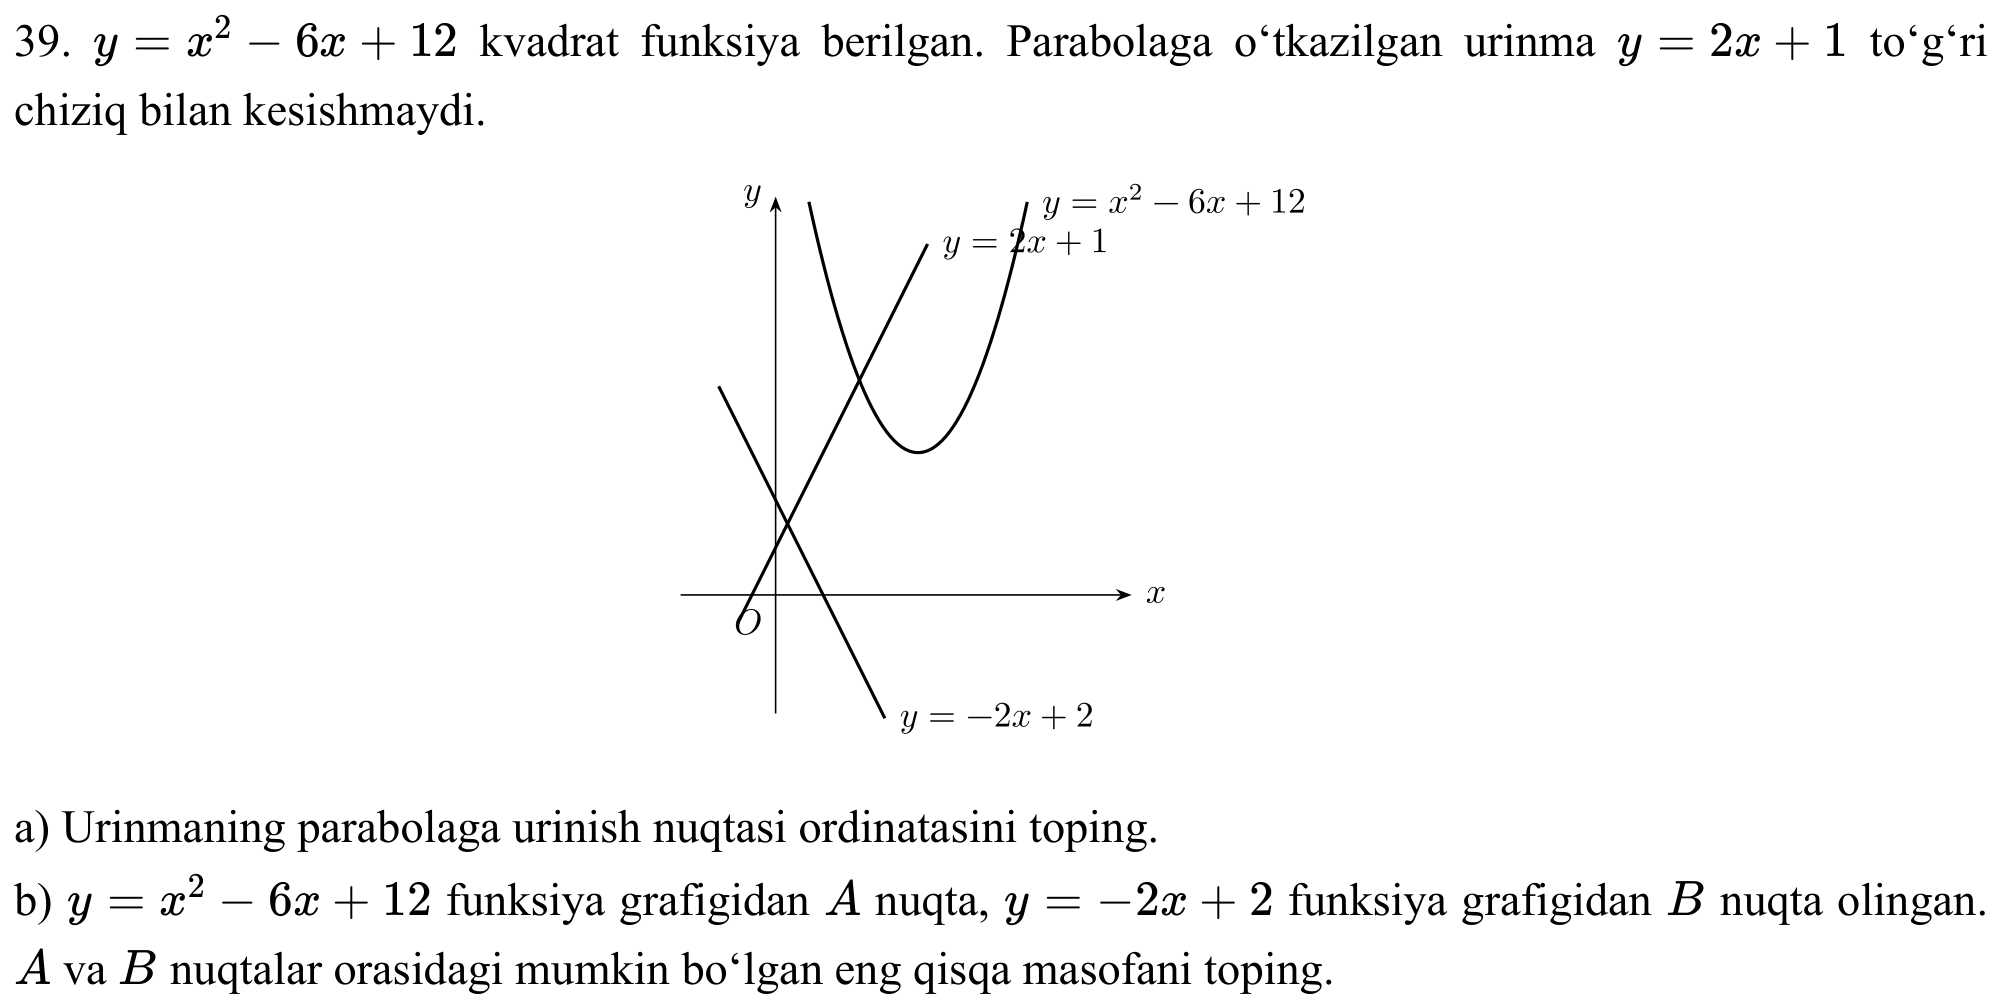 39. y = x² − 6x + 12 kvadrat funksiya berilgan. Parabolaga o‘tkazilgan urinma y = 2x + 1 to‘g‘ri
chiziq bilan kesishmaydi.
y
y = x² − 6x + 12
y = 2x + 1
x
O
y = −2x + 2
a) Urinmaning parabolaga urinish nuqtasi ordinatasini toping.
b) y = x² − 6x + 12 funksiya grafigidan A nuqta, y = −2x + 2 funksiya grafigidan B nuqta olingan.
A va B nuqtalar orasidagi mumkin bo‘lgan eng qisqa masofani toping.